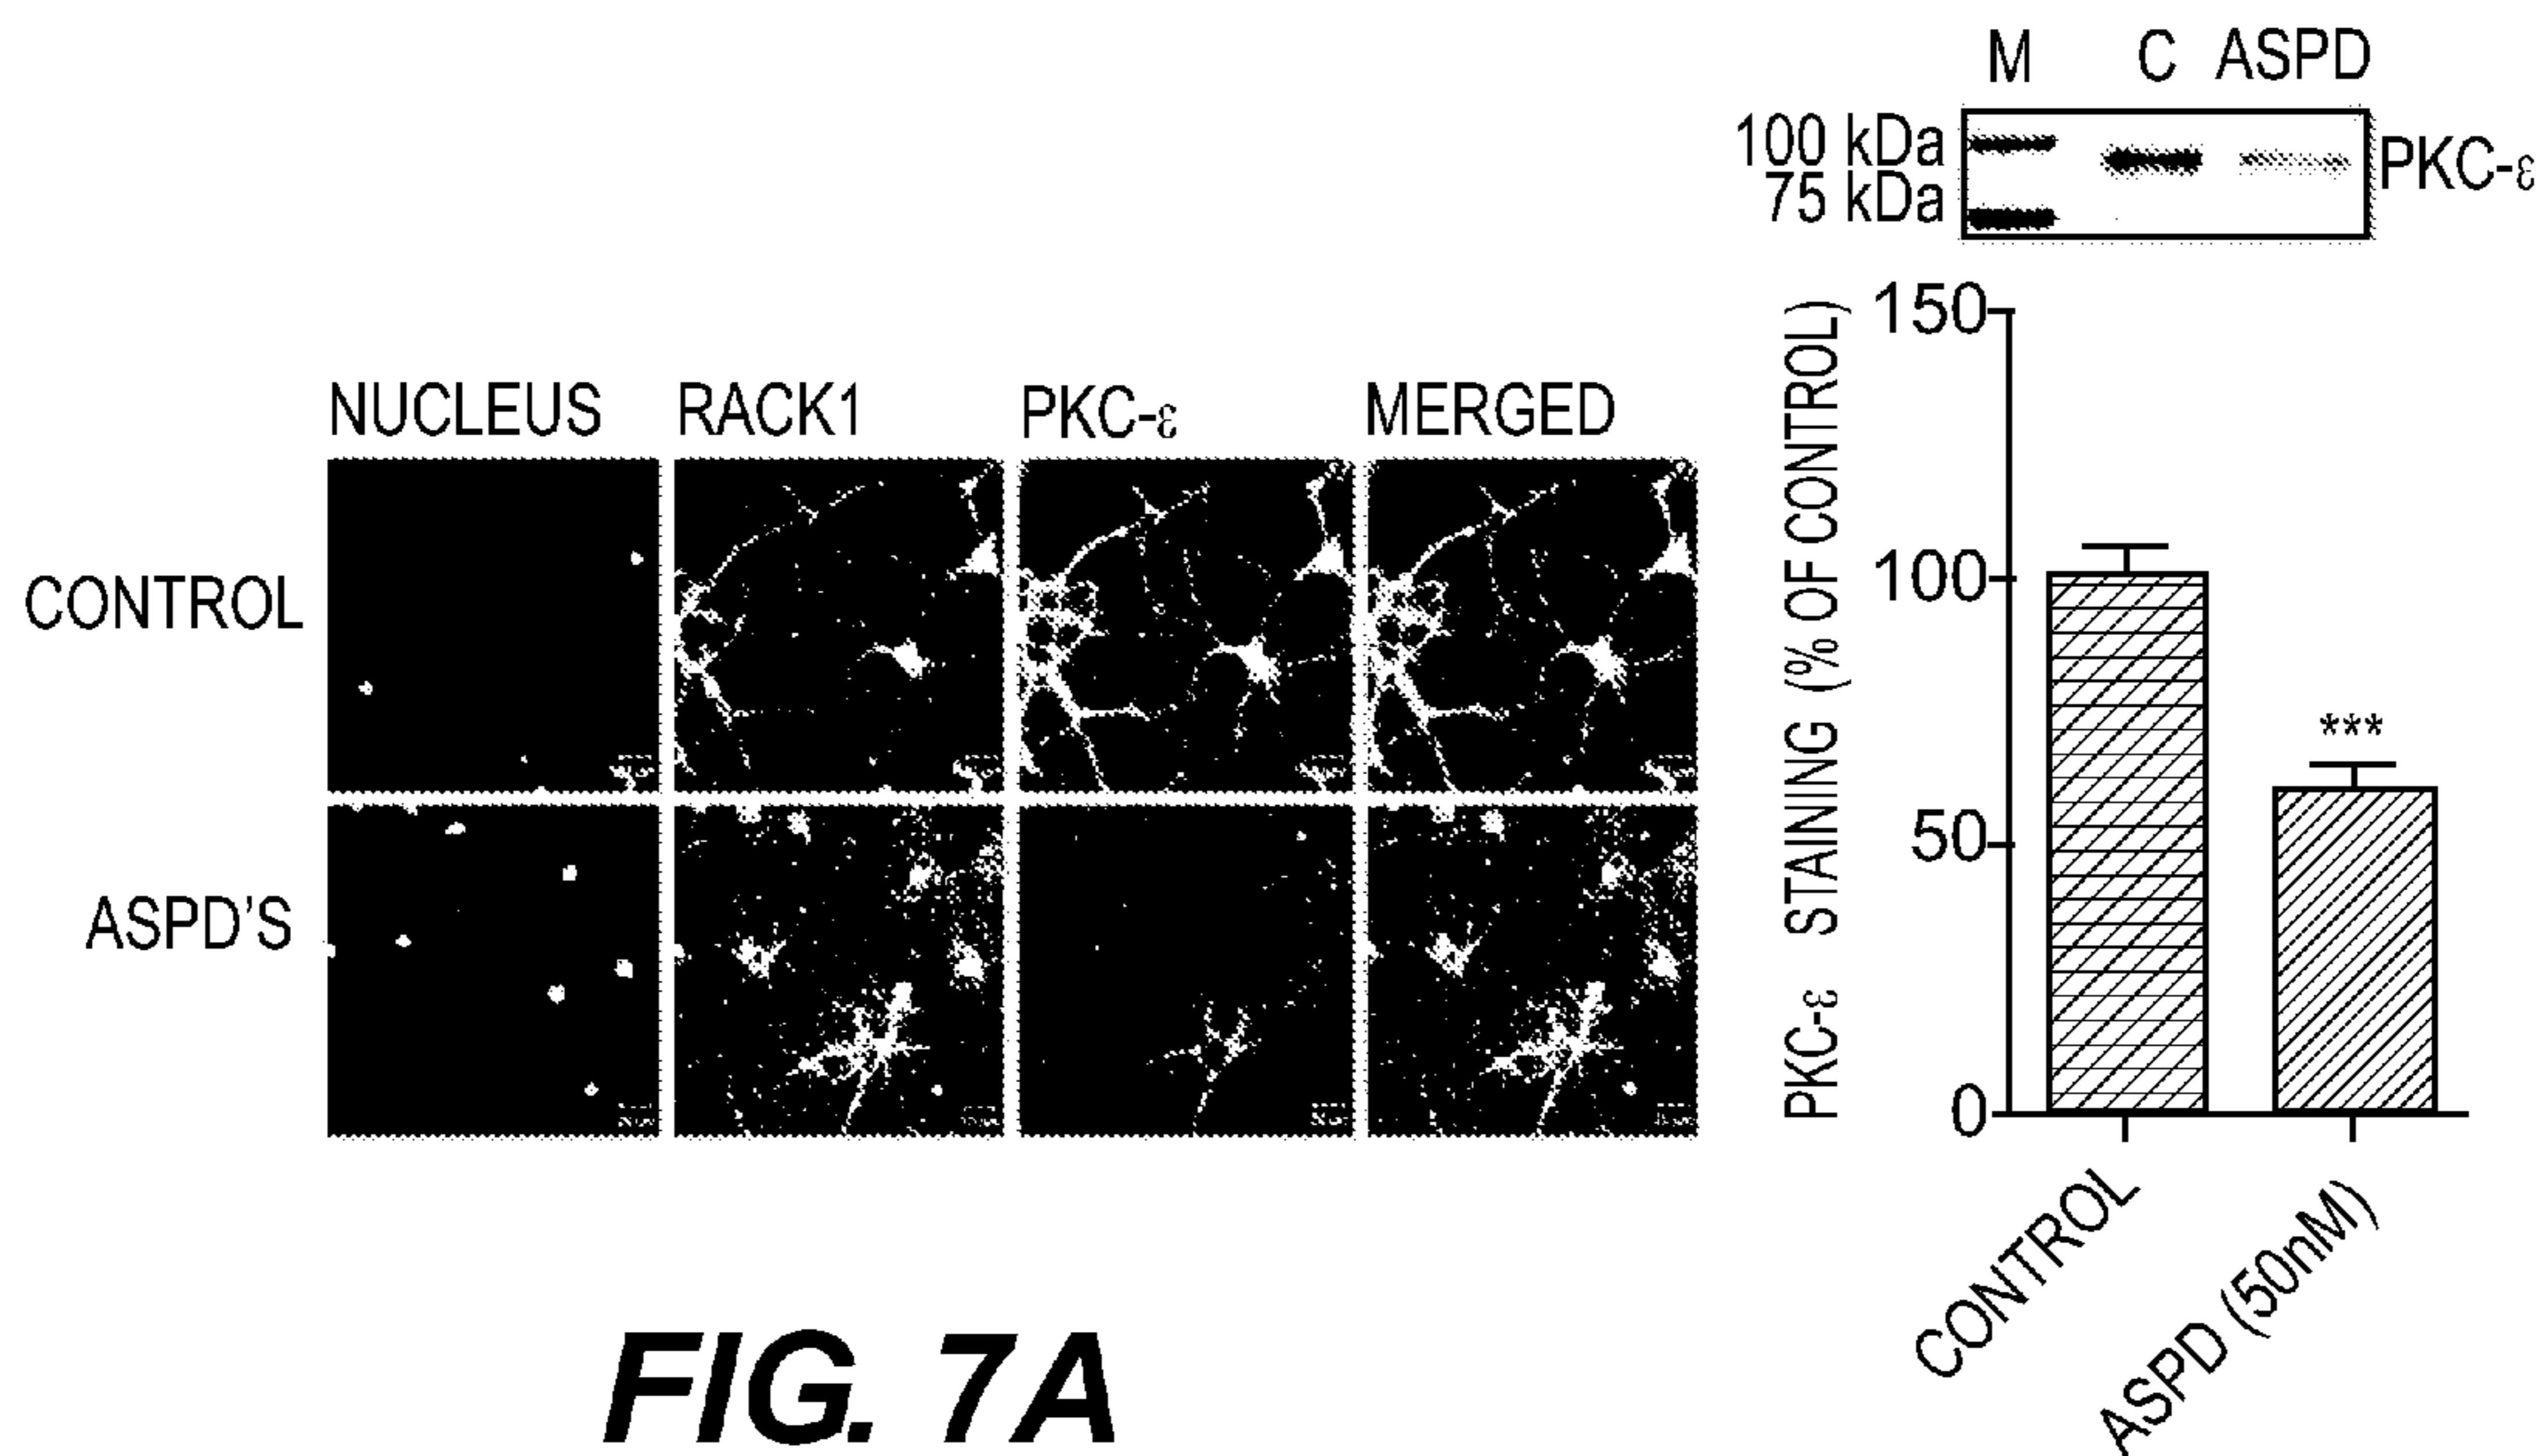 M C ASPD
100 kDa
75 kDa
PKC-ε
NUCLEUS RACK1 PKC-ε MERGED
CONTROL
ASPD'S
PKC-ε STAINING (% OF CONTROL)
150
100
50
0
***
CONTROL
ASPD (50nM)
FIG. 7A